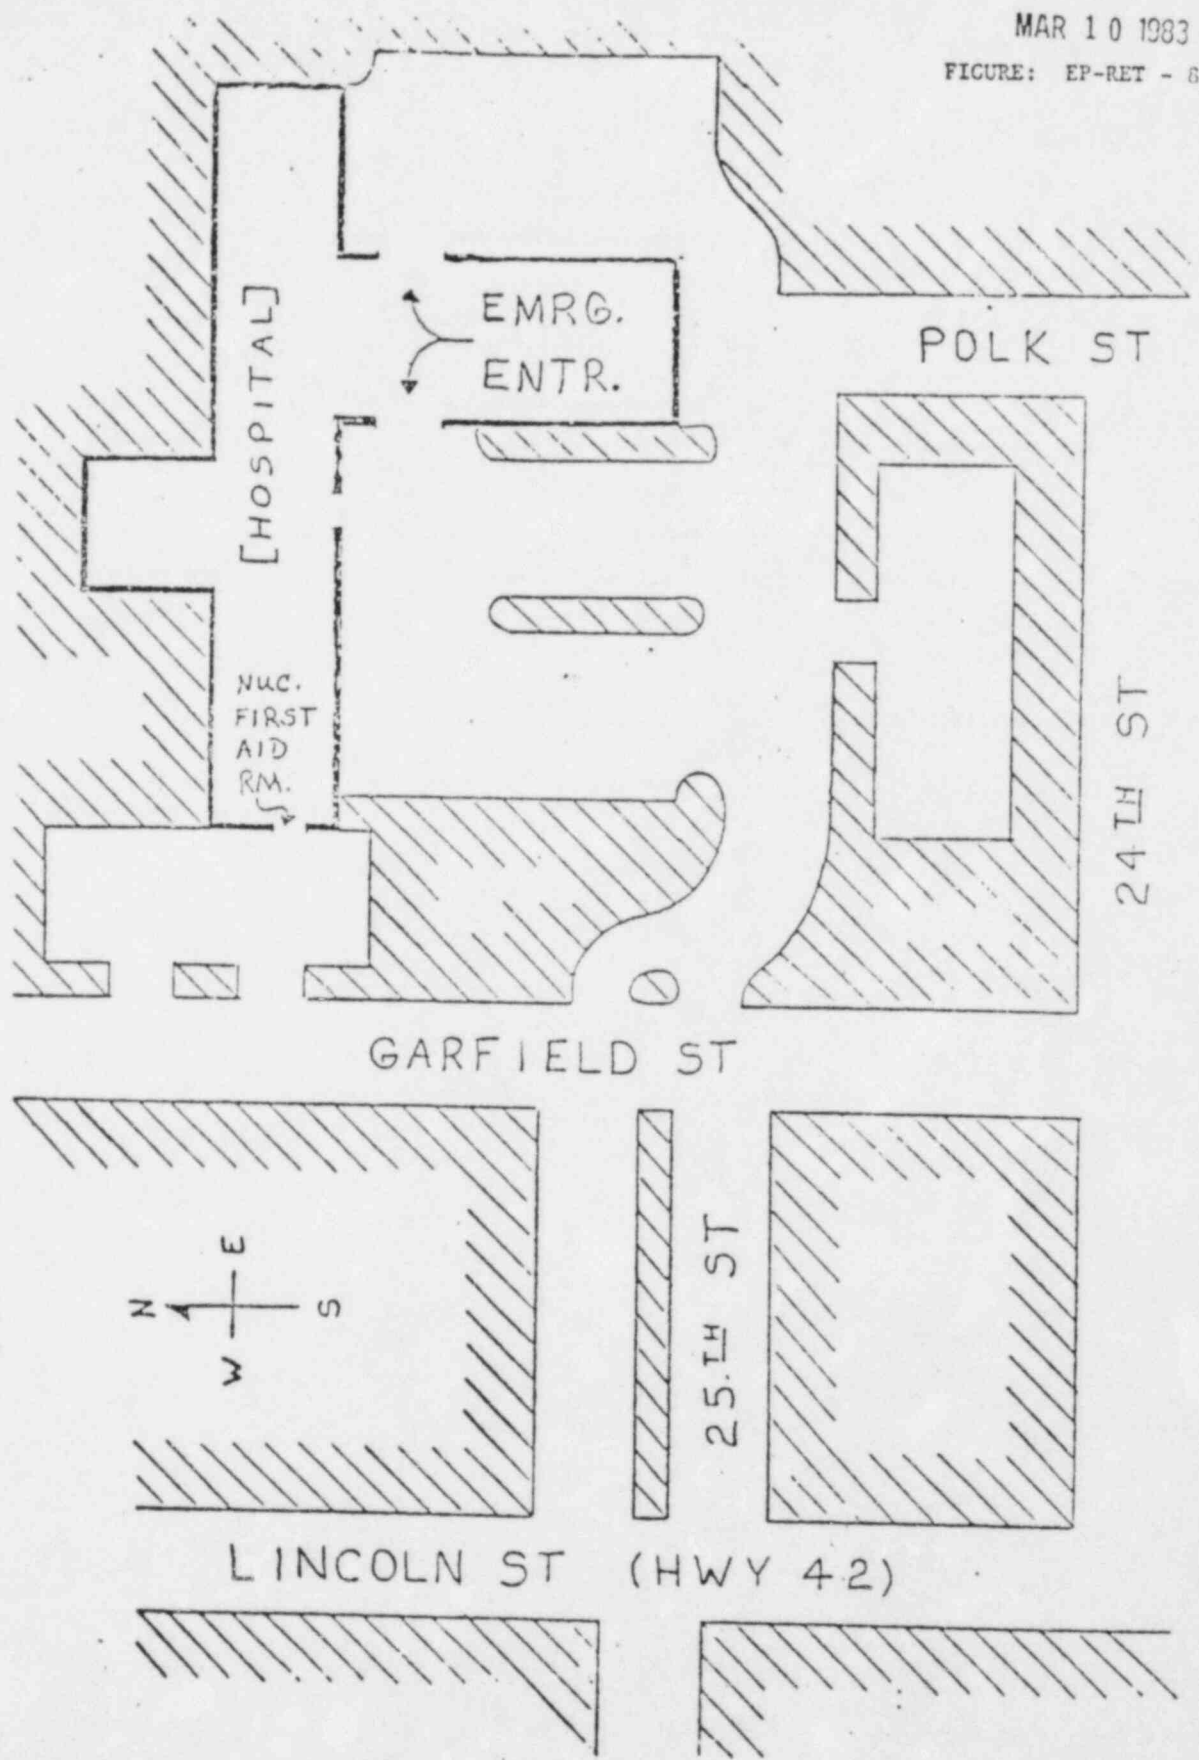 MAR 10 1983
FIGURE: EP-RET - 8
EMRG.
ENTR.
POLK ST
[HOSPITAL]
NUC.
FIRST
AID
RM.
24TH ST
GARFIELD ST
N
E
S
W
25TH ST
LINCOLN ST (HWY 42)